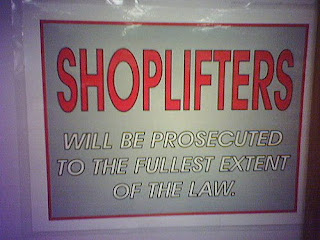 SHOPLIFTERS
WILL BE PROSECUTED
TO THE FULLEST EXTENT
OF THE LAW.